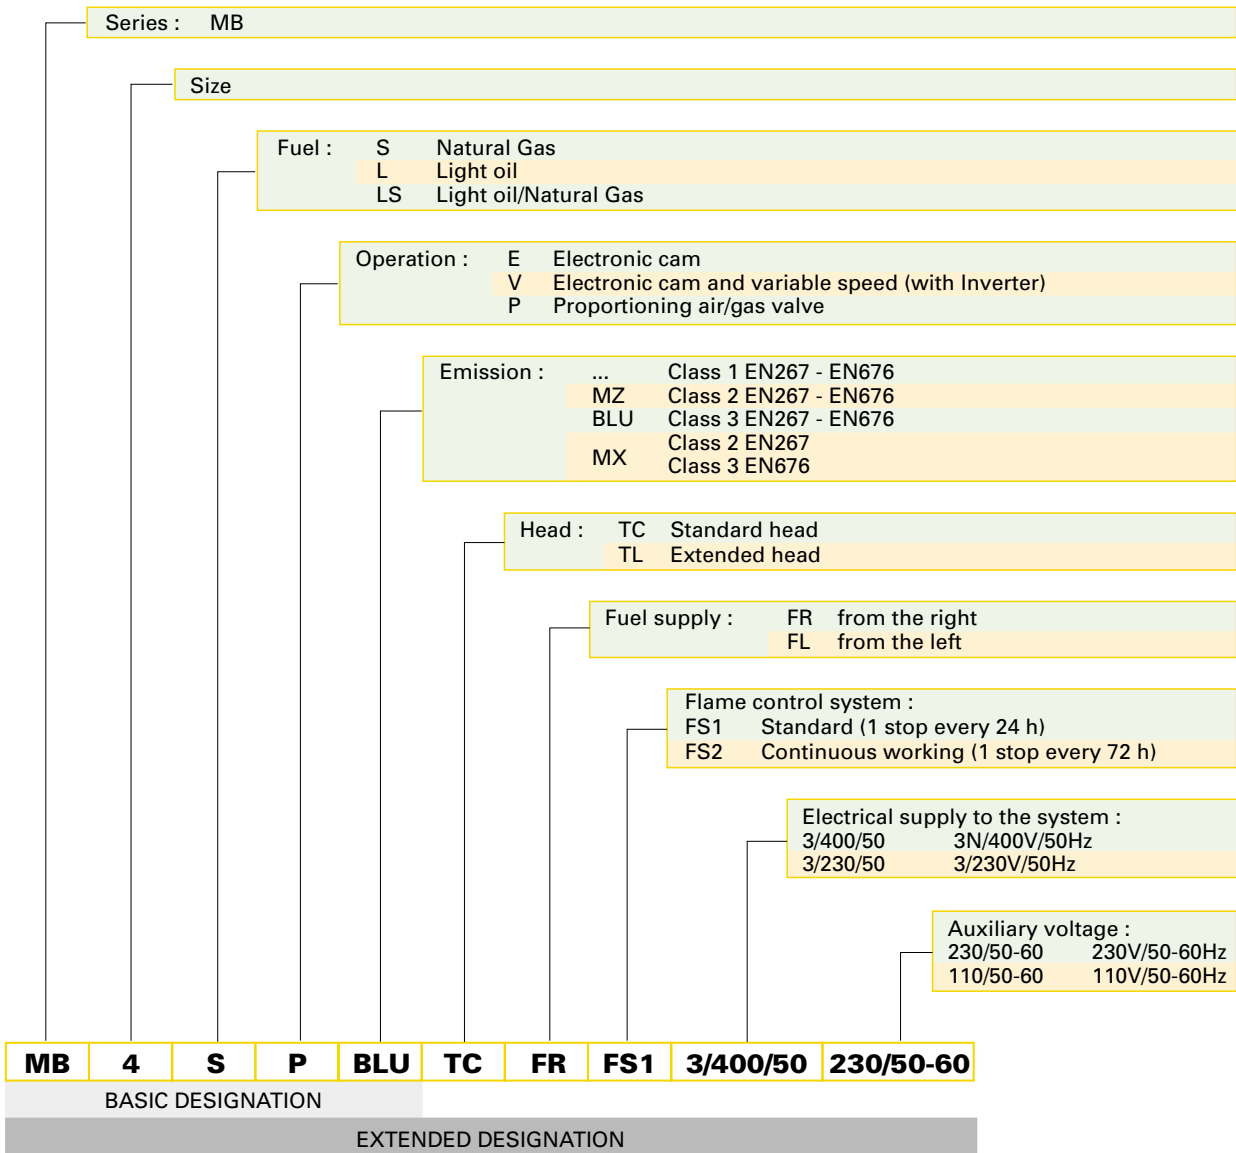 Series : MB
Size
Fuel : S Natural Gas
L Light oil
LS Light oil/Natural Gas
Operation : E Electronic cam
V Electronic cam and variable speed (with Inverter)
P Proportioning air/gas valve
Emission : ... Class 1 EN267 - EN676
MZ Class 2 EN267 - EN676
BLU Class 3 EN267 - EN676
MX Class 2 EN267
Class 3 EN676
Head : TC Standard head
TL Extended head
Fuel supply : FR from the right
FL from the left
Flame control system :
FS1 Standard (1 stop every 24 h)
FS2 Continuous working (1 stop every 72 h)
Electrical supply to the system :
3/400/50 3N/400V/50Hz
3/230/50 3/230V/50Hz
Auxiliary voltage :
230/50-60 230V/50-60Hz
110/50-60 110V/50-60Hz
MB 4 S P BLU TC FR FS1 3/400/50 230/50-60
BASIC DESIGNATION
EXTENDED DESIGNATION